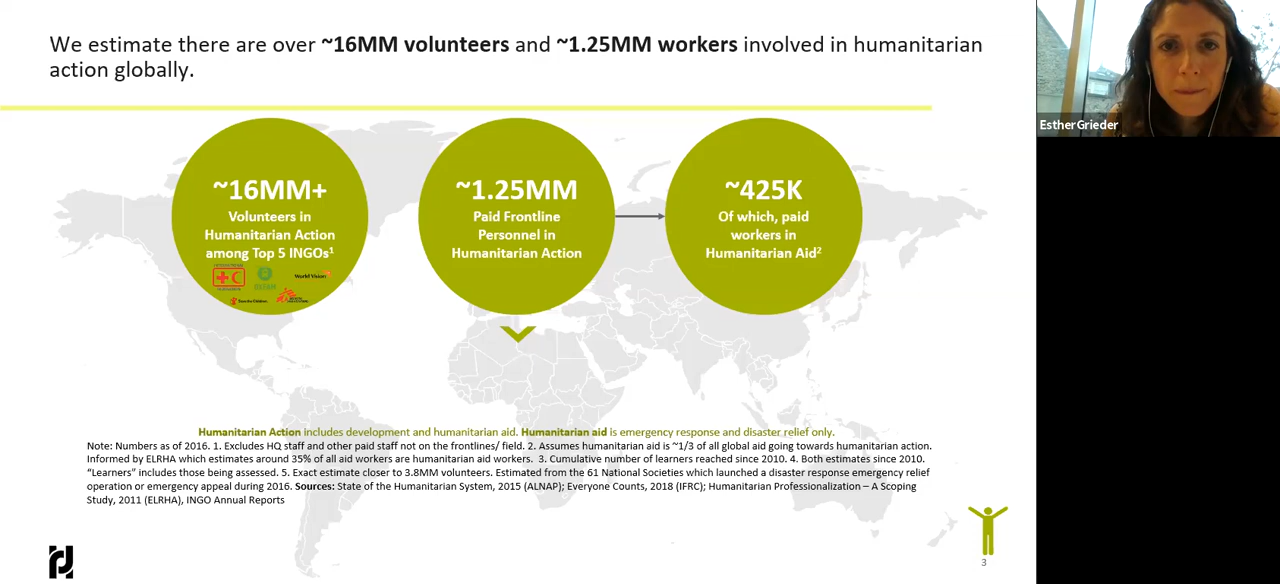 We estimate there are over ~16MM volunteers and ~1.25MM workers involved in humanitarian
action globally.
EstherGrieder
~16MM+
Volunteers in
Humanitarian Action
among Top 5 INGOs¹
World Vision
Save the Children
~1.25MM
Paid Frontline
Personnel in
Humanitarian Action
~425K
Of which, paid
workers in
Humanitarian Aid²
Humanitarian Action includes development and humanitarian aid. Humanitarian aid is emergency response and disaster relief only.
Note: Numbers as of 2016. 1. Excludes HQ staff and other paid staff not on the frontlines/ field. 2. Assumes humanitarian aid is ~1/3 of all global aid going towards humanitarian action.
Informed by ELRHA which estimates around 35% of all aid workers are humanitarian aid workers. 3. Cumulative number of learners reached since 2010. 4. Both estimates since 2010.
“Learners” includes those being assessed. 5. Exact estimate closer to 3.8MM volunteers. Estimated from the 61 National Societies which launched a disaster response emergency relief
operation or emergency appeal during 2016. Sources: State of the Humanitarian System, 2015 (ALNAP); Everyone Counts, 2018 (IFRC); Humanitarian Professionalization – A Scoping
Study, 2011 (ELRHA), INGO Annual Reports
3